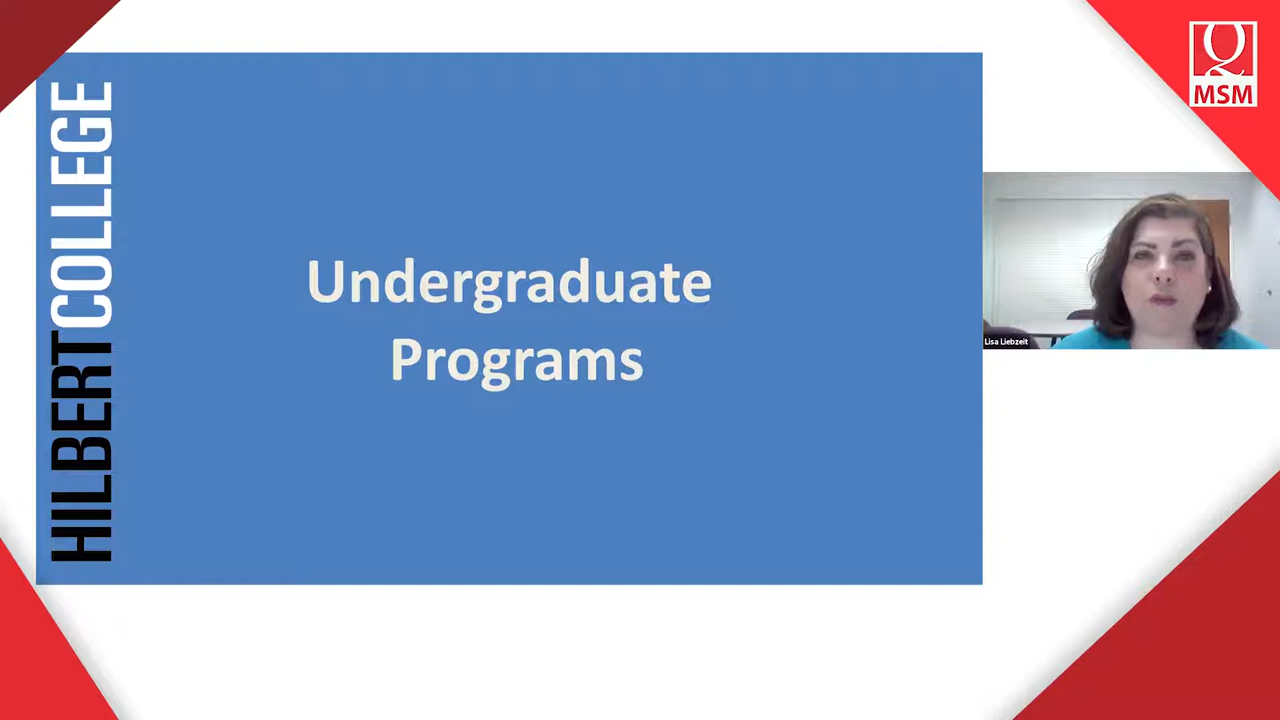 HILBERTCOLLEGE
Undergraduate
Programs
MSM
Lisa Liebzeit